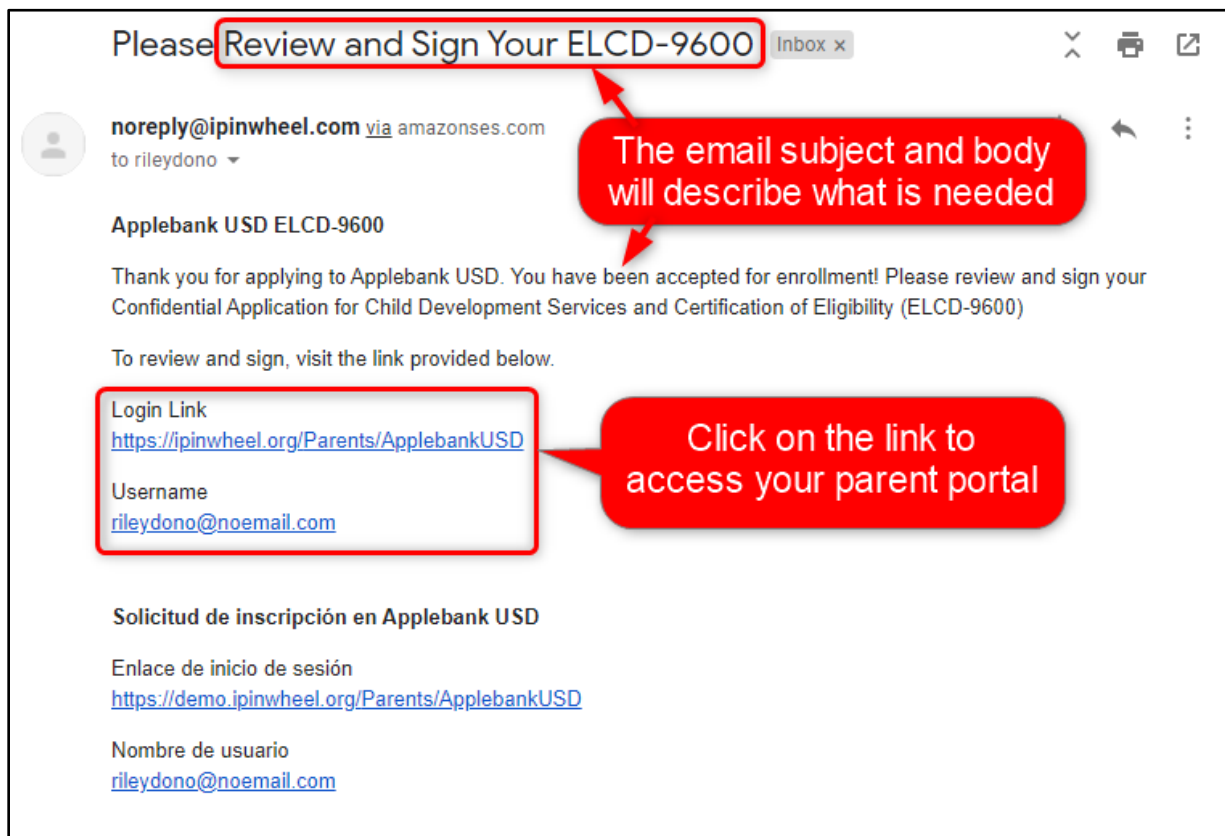 Please Review and Sign Your ELCD-9600 Inbox x
noreply@ipinwheel.com via amazonses.com
to rileydono
The email subject and body
will describe what is needed
Applebank USD ELCD-9600
Thank you for applying to Applebank USD. You have been accepted for enrollment! Please review and sign your
Confidential Application for Child Development Services and Certification of Eligibility (ELCD-9600)
To review and sign, visit the link provided below.
Login Link
https://ipinwheel.org/Parents/ApplebankUSD
Username
rileydono@noemail.com
Click on the link to
access your parent portal
Solicitud de inscripción en Applebank USD
Enlace de inicio de sesión
https://demo.ipinwheel.org/Parents/ApplebankUSD
Nombre de usuario
rileydono@noemail.com